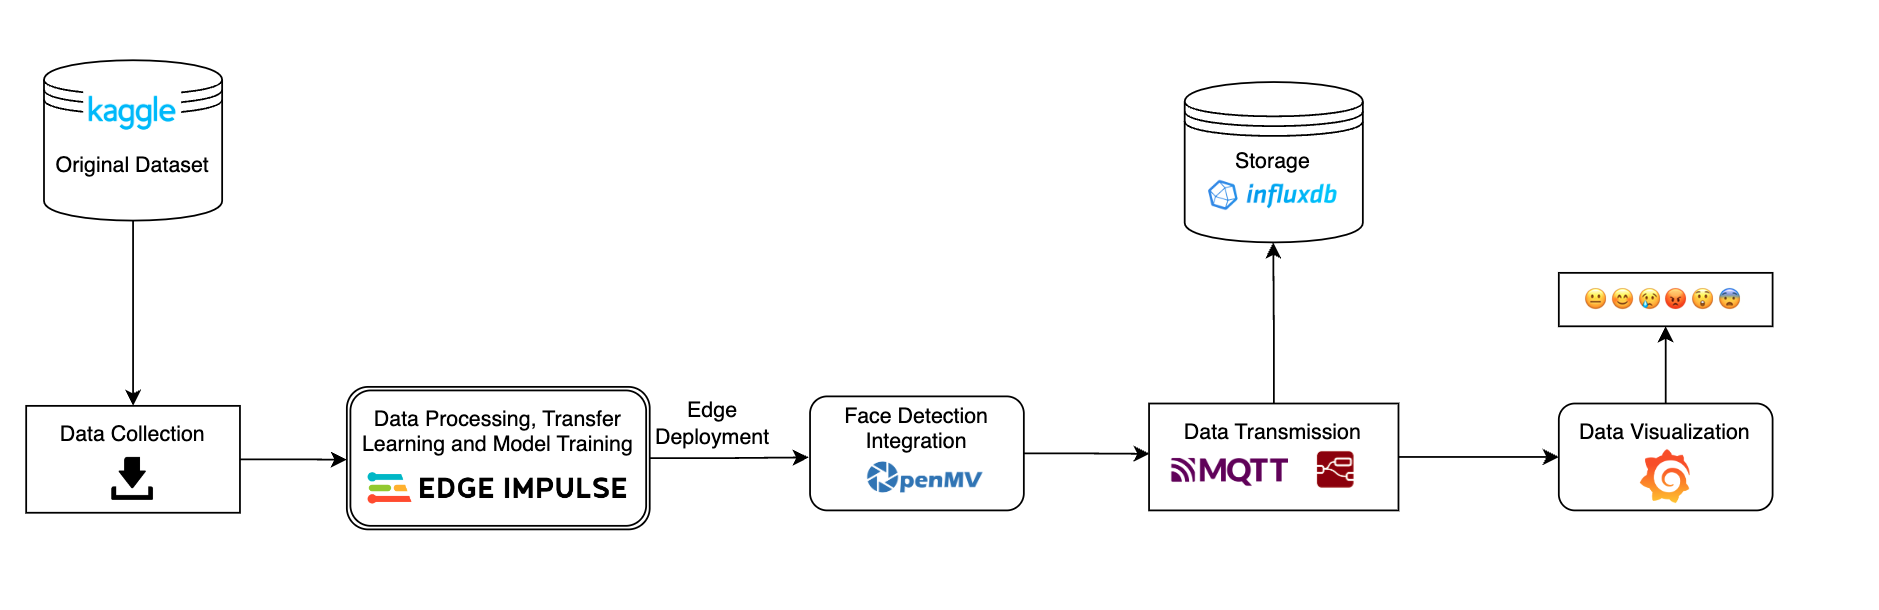 kaggle
Original Dataset
Data Collection
Data Processing, Transfer
Learning and Model Training
EDGE IMPULSE
Edge
Deployment
Face Detection
Integration
OpenMV
Storage
influxdb
Data Transmission
MQTT
Data Visualization